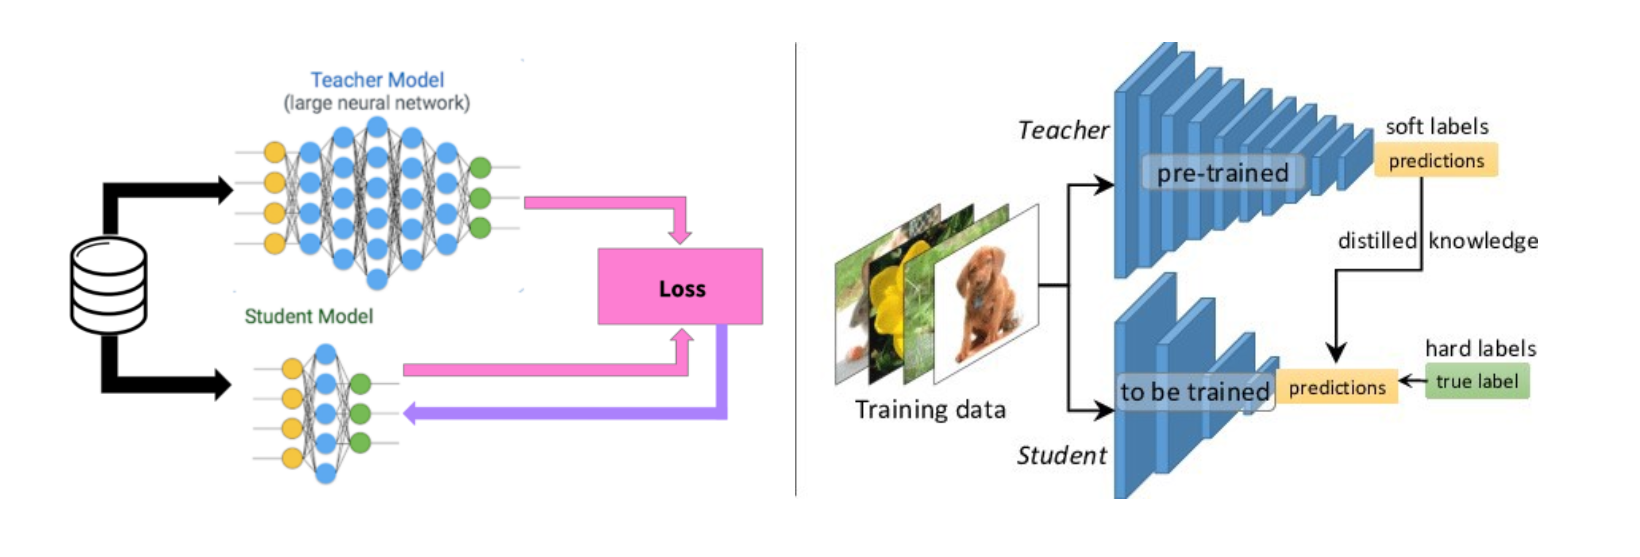 Teacher Model
(large neural network)
Loss
Student Model
Teacher
pre-trained
soft labels
predictions
distilled knowledge
Training data
Student
to be trained
predictions
hard labels
true label